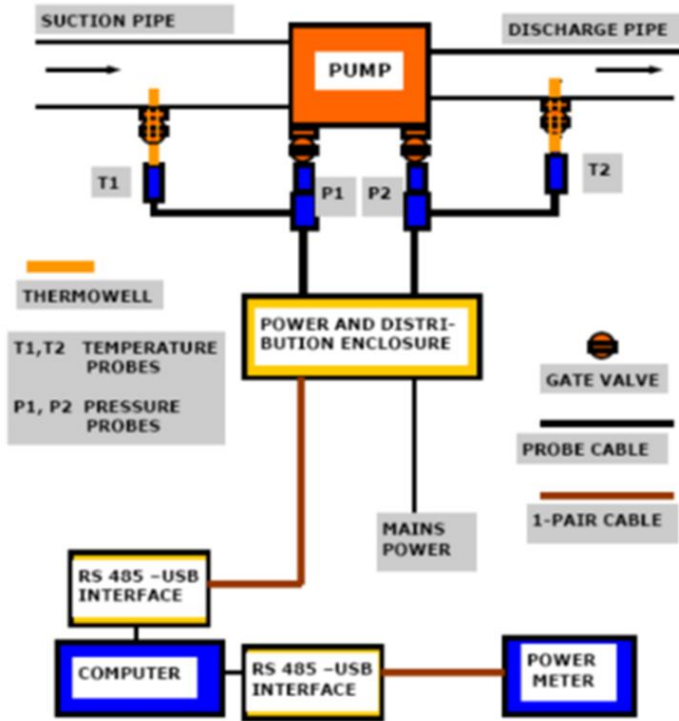 SUCTION PIPE
DISCHARGE PIPE
PUMP
T1
P1
P2
T2
THERMOWELL
POWER AND DISTRI-
BUTION ENCLOSURE
T1,T2 TEMPERATURE
PROBES
P1, P2 PRESSURE
PROBES
GATE VALVE
PROBE CABLE
1-PAIR CABLE
MAINS
POWER
RS 485 –USB
INTERFACE
COMPUTER
RS 485 –USB
INTERFACE
POWER
METER